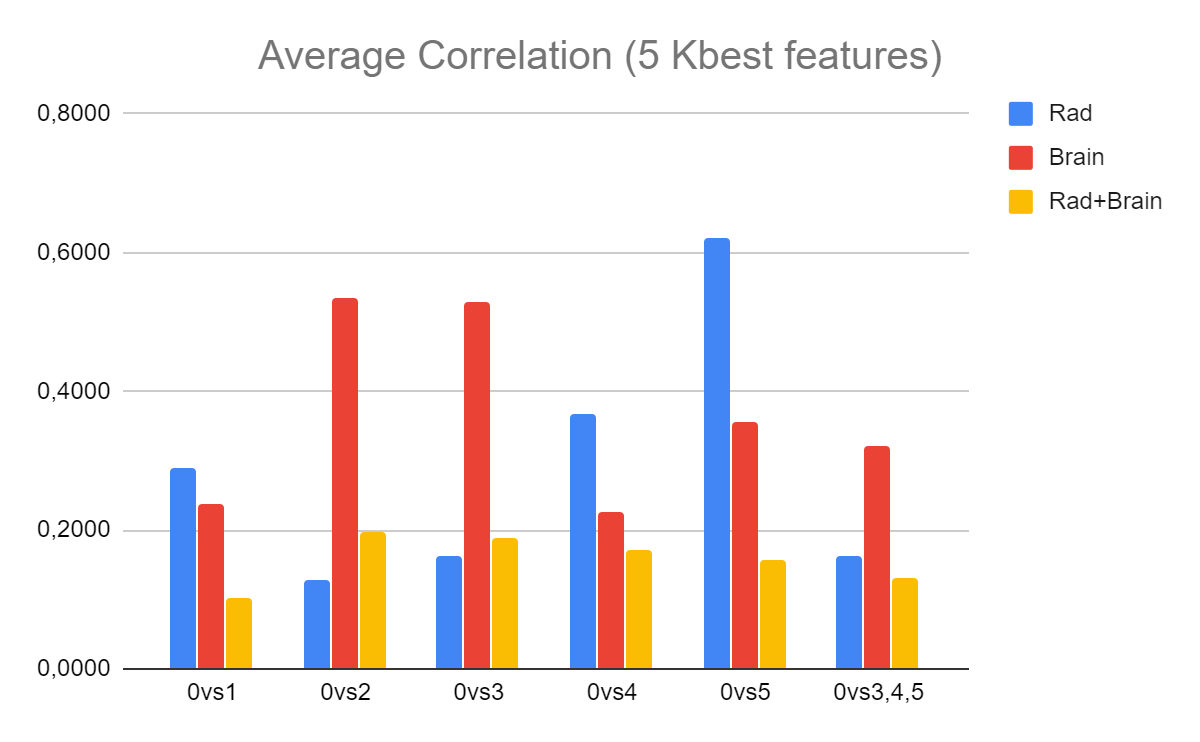 Average Correlation (5 Kbest features)
0,8000
0,6000
0,4000
0,2000
0,0000
0vs1
0vs2
0vs3
0vs4
0vs5
0vs3,4,5
Rad
Brain
Rad+Brain